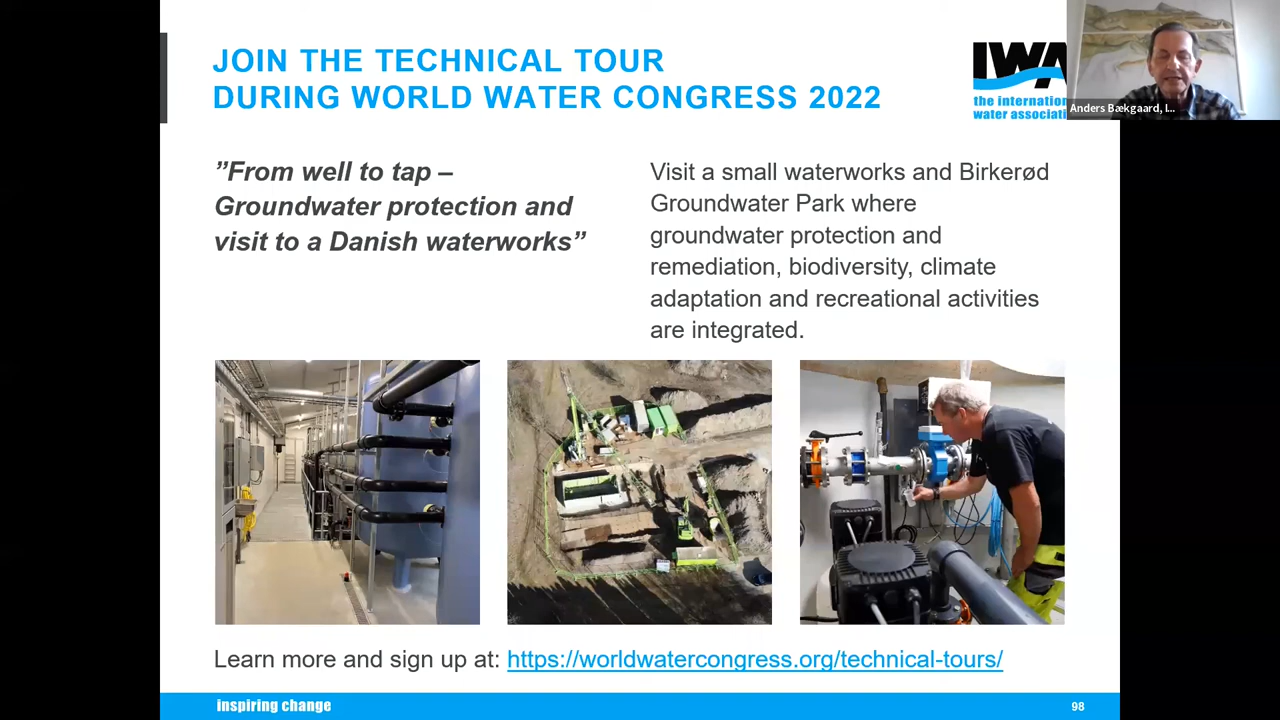 JOIN THE TECHNICAL TOUR
DURING WORLD WATER CONGRESS 2022
IWA
the internation
water associati
Anders Bækgaard, I...
”From well to tap –
Groundwater protection and
visit to a Danish waterworks”
Visit a small waterworks and Birkerød
Groundwater Park where
groundwater protection and
remediation, biodiversity, climate
adaptation and recreational activities
are integrated.
Learn more and sign up at: https://worldwatercongress.org/technical-tours/
inspiring change
98